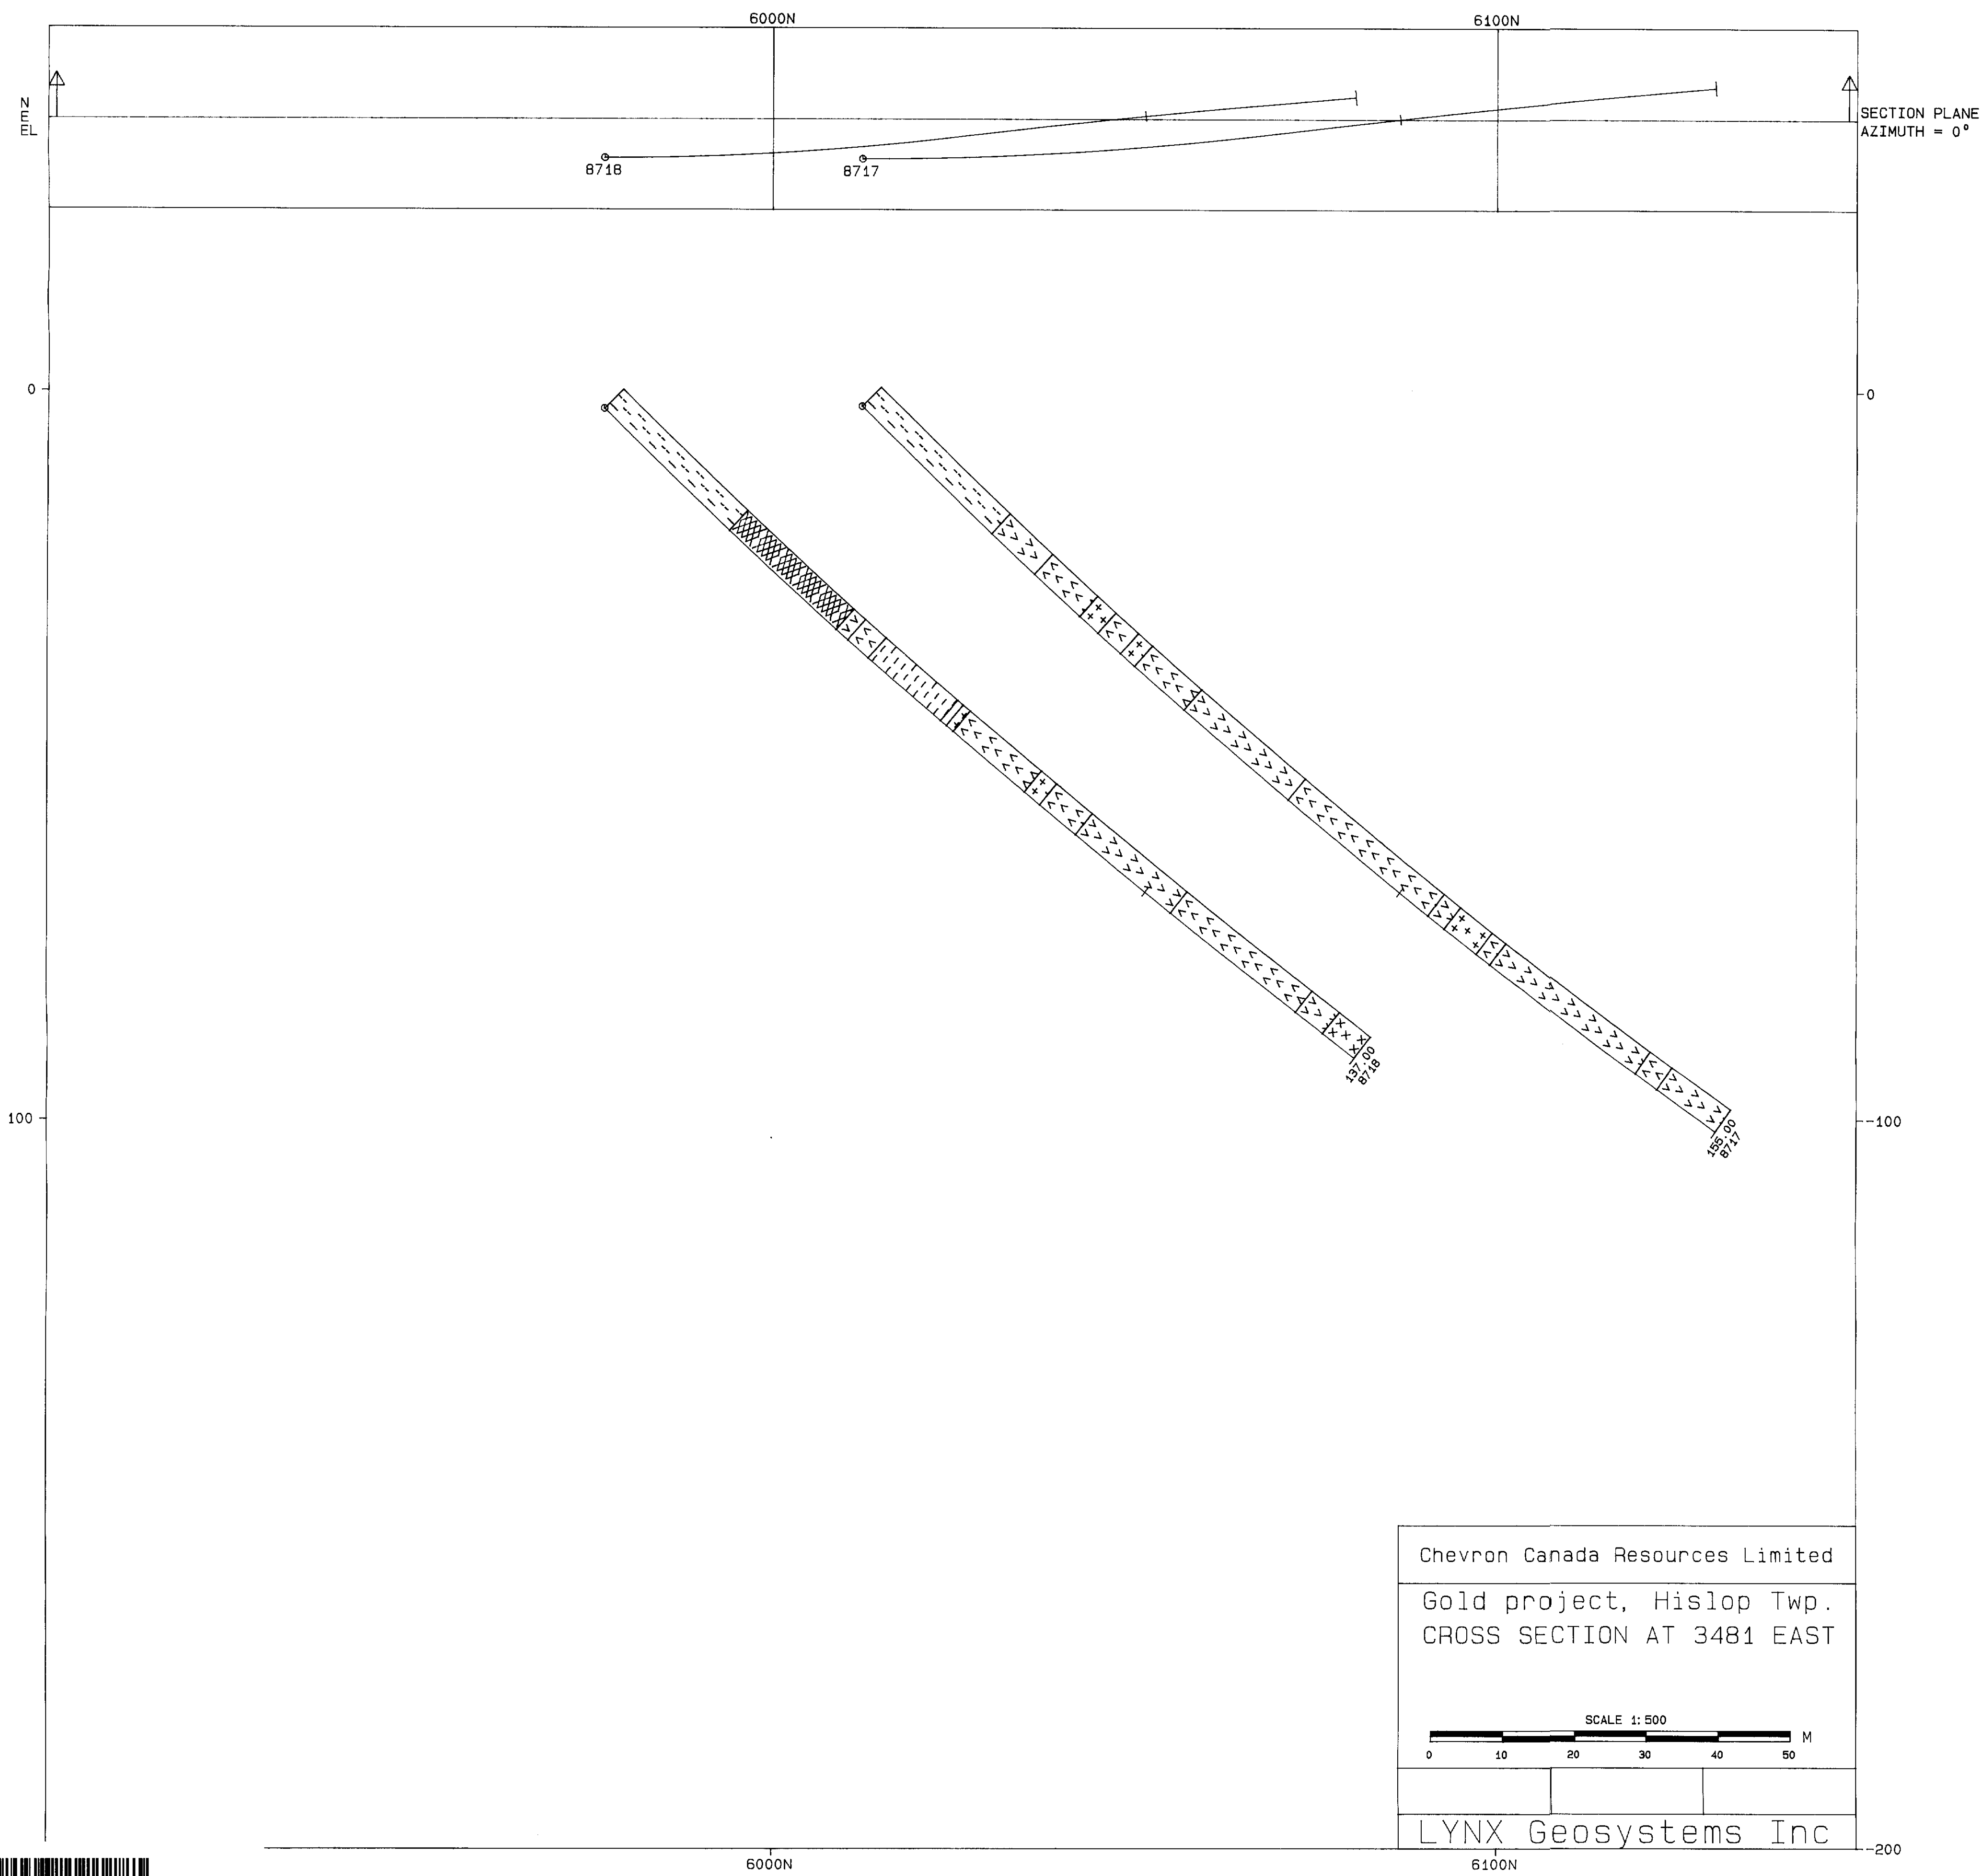 6000N
6100N
N
E
EL
SECTION PLANE
AZIMUTH = 0°
8718
8717
0
0
137.00
8718
155.00
8717
100
-100
Chevron Canada Resources Limited
Gold project, Hislop Twp.
CROSS SECTION AT 3481 EAST
SCALE 1:500
M
0 10 20 30 40 50
LYNX Geosystems Inc
-200
6000N
6100N